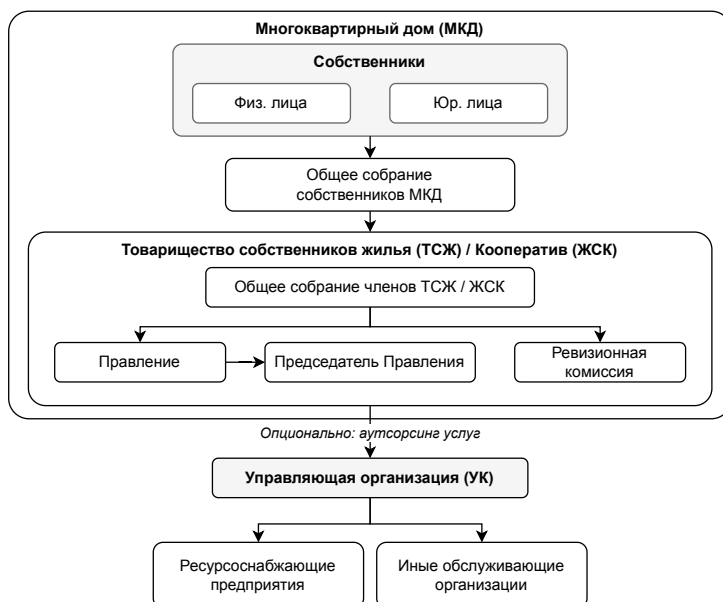 Многоквартирный дом (МКД)
Собственники
Физ. лица
Юр. лица
Общее собрание
собственников МКД
Товарищество собственников жилья (ТСЖ) / Кооператив (ЖСК)
Общее собрание членов ТСЖ / ЖСК
Правление
Председатель Правления
Ревизионная
комиссия
Опционально: аутсорсинг услуг
Управляющая организация (УК)
Ресурсоснабжающие
предприятия
Иные обслуживающие
организации